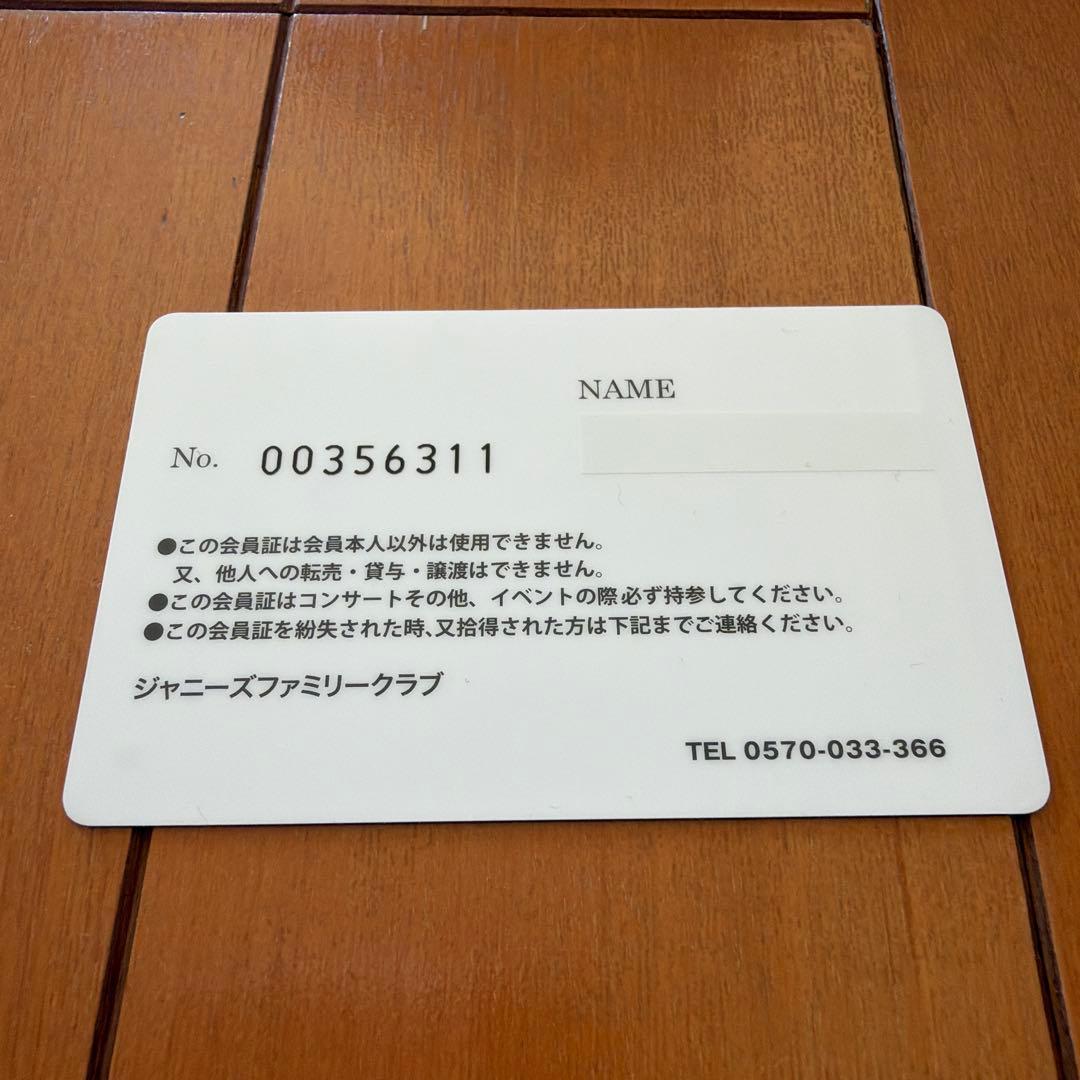 NAME
No. 00356311
●この会員証は会員本人以外は使用できません。
又、他人への転売・貸与・譲渡はできません。
●この会員証はコンサートその他、イベントの際必ず持参してください。
●この会員証を紛失された時､又拾得された方は下記までご連絡ください。
ジャニーズファミリークラブ
TEL 0570-033-366